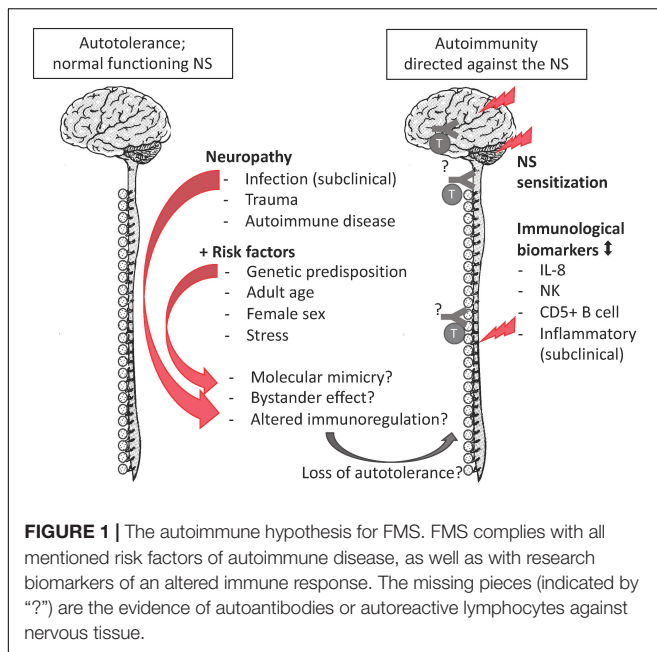 Autotolerance;
normal functioning NS
Autoimmunity
directed against the NS
Neuropathy
- Infection (subclinical)
- Trauma
- Autoimmune disease
+ Risk factors
- Genetic predisposition
- Adult age
- Female sex
- Stress
- Molecular mimicry?
- Bystander effect?
- Altered immunoregulation?
Loss of autotolerance?
T
?
T
?
T
NS
sensitization
Immunological
biomarkers ⬍
- IL-8
- NK
- CD5+ B cell
- Inflammatory
(subclinical)
FIGURE 1 | The autoimmune hypothesis for FMS. FMS complies with all
mentioned risk factors of autoimmune disease, as well as with research
biomarkers of an altered immune response. The missing pieces (indicated by
“?”) are the evidence of autoantibodies or autoreactive lymphocytes against
nervous tissue.